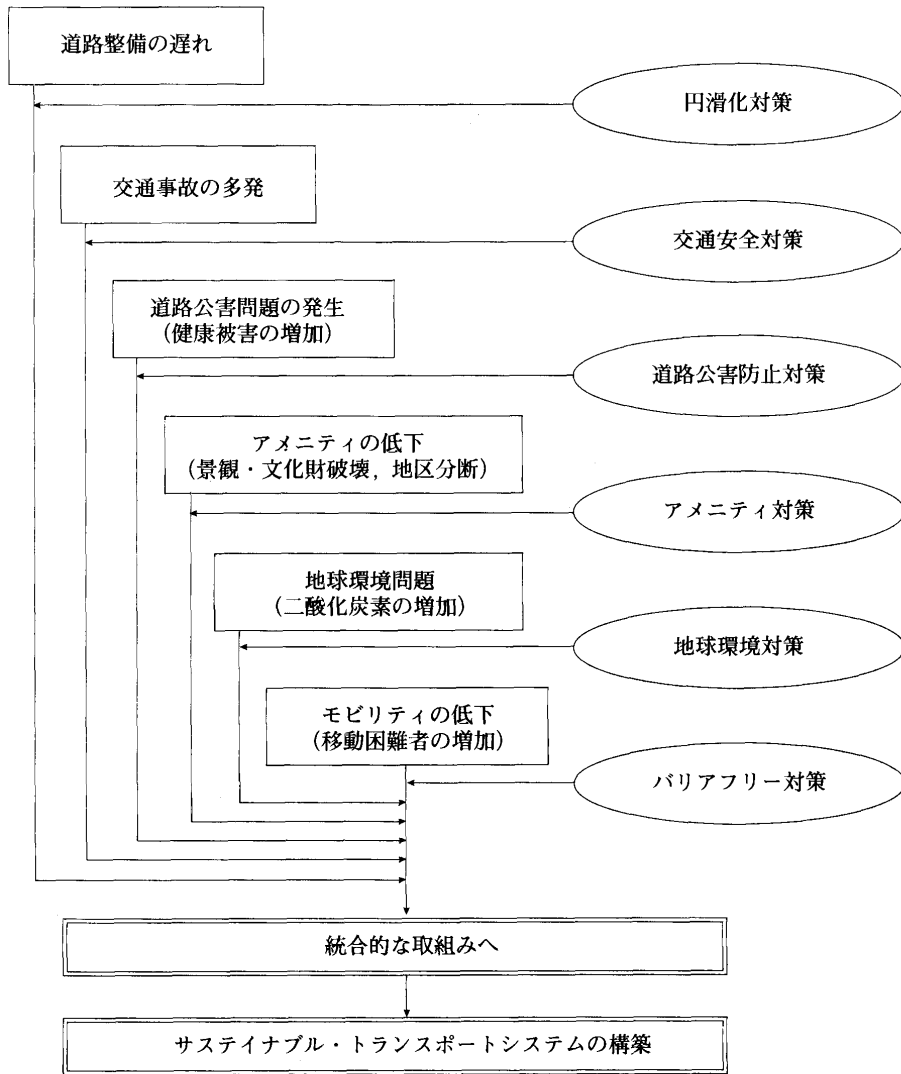 道路整備の遅れ
円滑化対策
交通事故の多発
交通安全対策
道路公害問題の発生
（健康被害の増加）
道路公害防止対策
アメニティの低下
（景観・文化財破壊，地区分断）
アメニティ対策
地球環境問題
（二酸化炭素の増加）
地球環境対策
モビリティの低下
（移動困難者の増加）
バリアフリー対策
統合的な取組みへ
サステイナブル・トランスポートシステムの構築